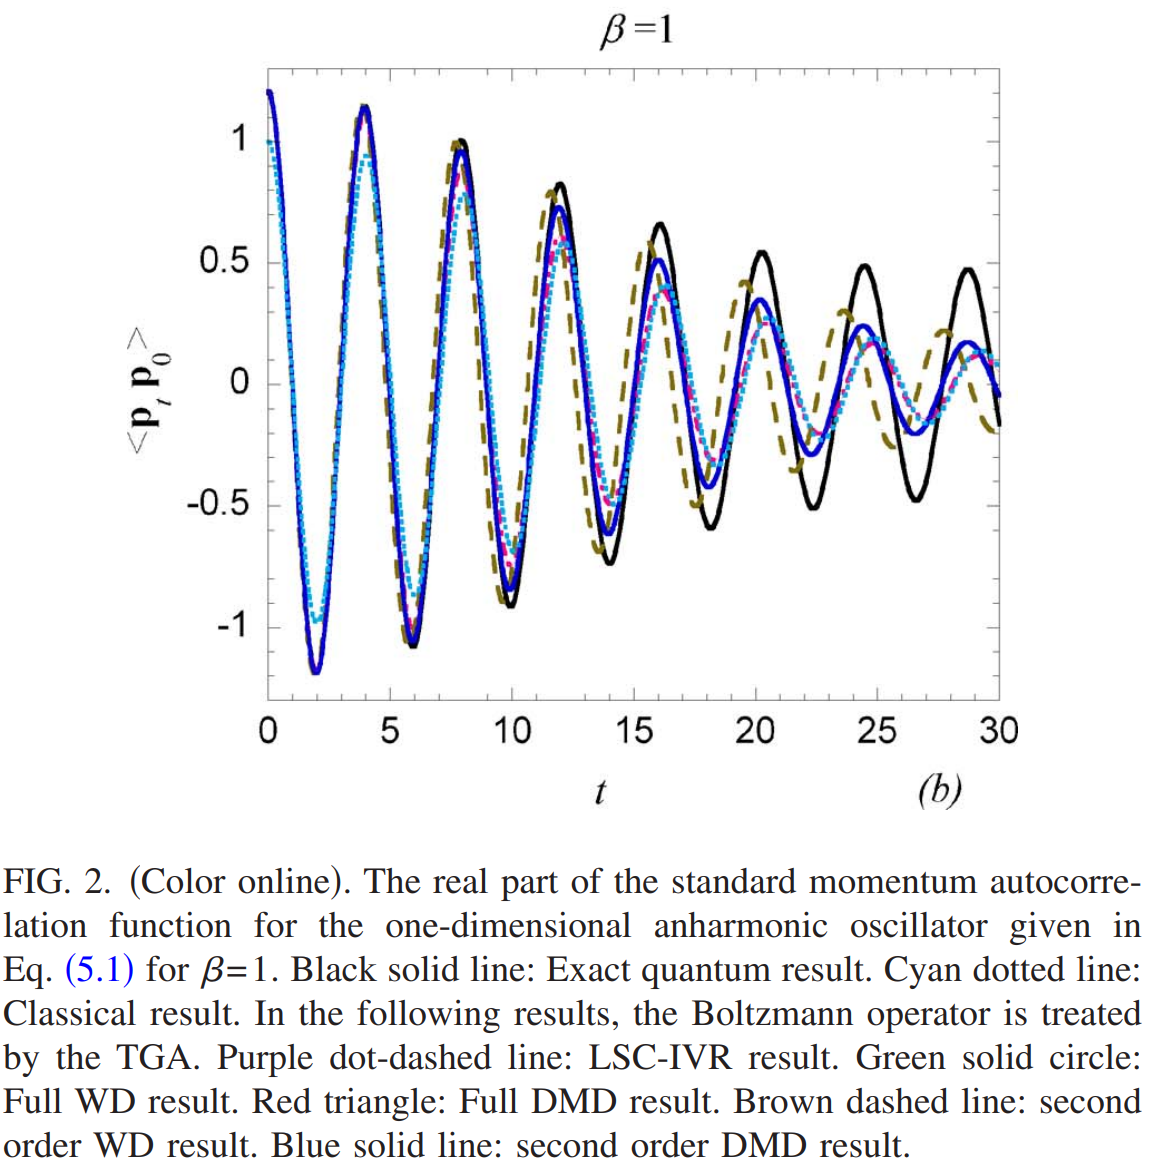 β=1
1
0.5
0
-0.5
-1
<p_t p_0>
0 5 10 15 20 25 30
t (b)
FIG. 2. (Color online). The real part of the standard momentum autocorre-
lation function for the one-dimensional anharmonic oscillator given in
Eq. (5.1) for β=1. Black solid line: Exact quantum result. Cyan dotted line:
Classical result. In the following results, the Boltzmann operator is treated
by the TGA. Purple dot-dashed line: LSC-IVR result. Green solid circle:
Full WD result. Red triangle: Full DMD result. Brown dashed line: second
order WD result. Blue solid line: second order DMD result.